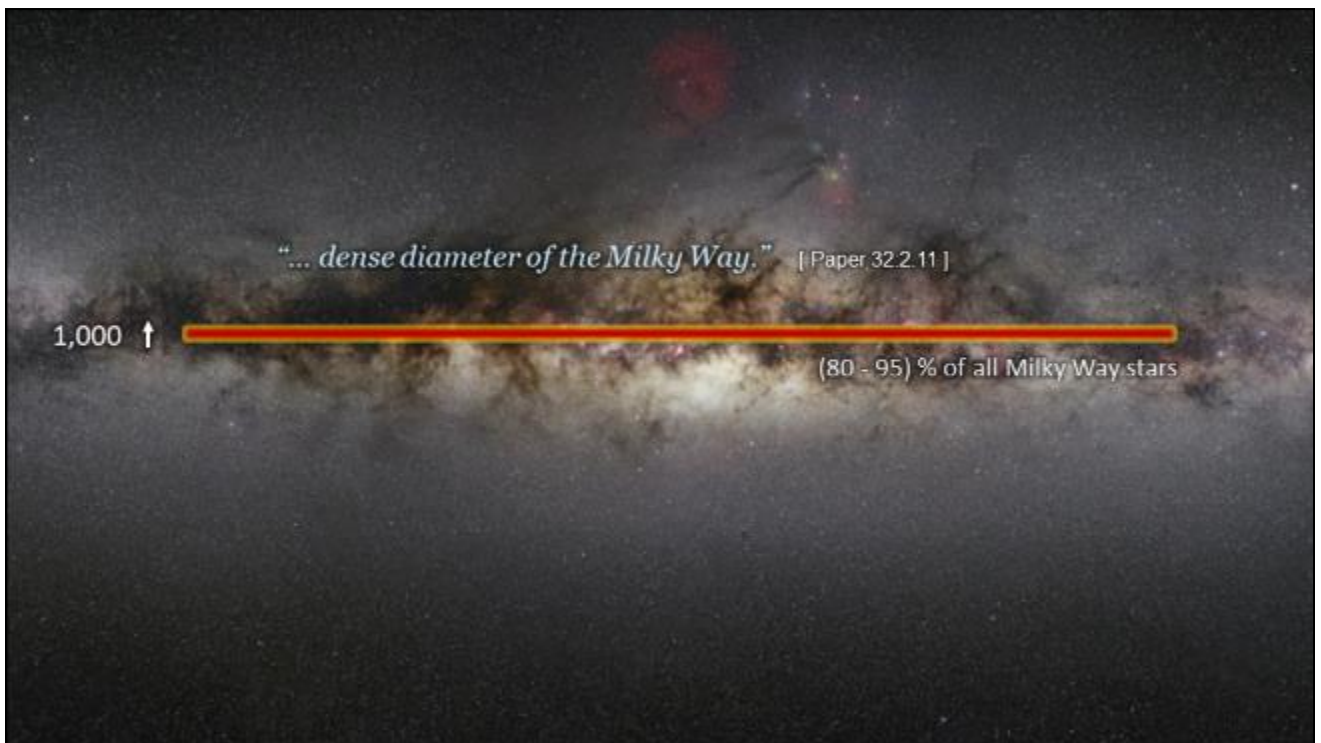 “... dense diameter of the Milky Way.” [ Paper 32.2.11 ]
1,000
(80 - 95) % of all Milky Way stars